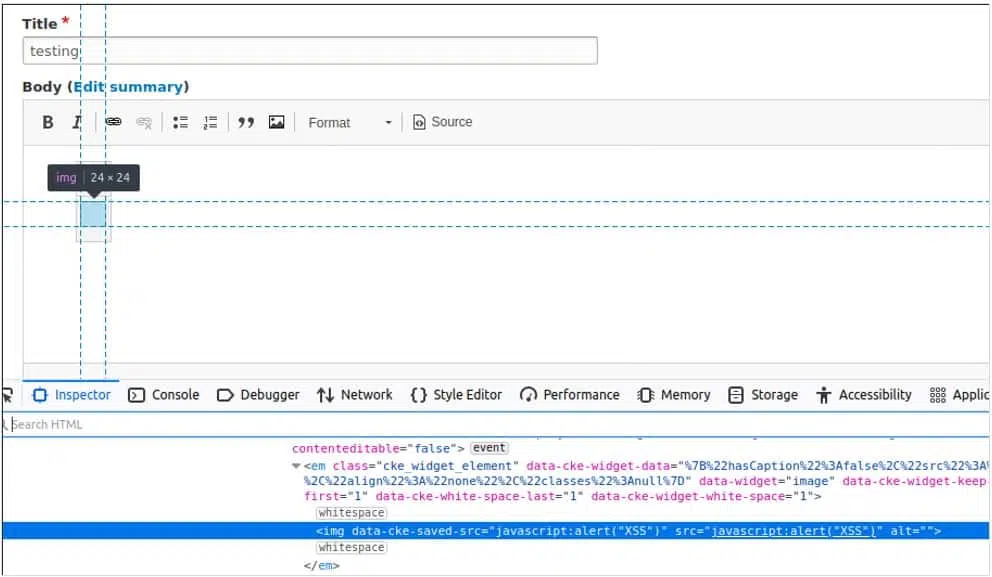 Title *
testing
Body (Edit summary)
B I Format Source
img 24 × 24
Inspector Console Debugger Network Style Editor Performance Memory Storage Accessibility Applic
Search HTML
contenteditable="false"> event
<em class="cke_widget_element" data-cke-widget-data="%7B%22hasCaption%22%3Afalse%2C%22src%22%3A%
%2C%22align%22%3A%22none%22%2C%22classes%22%3Anull%7D" data-widget="image" data-cke-widget-keep-
first="1" data-cke-white-space-last="1" data-cke-widget-white-space="1">
whitespace
<img data-cke-saved-src="javascript:alert("XSS")" src="javascript:alert("XSS")" alt="">
whitespace
</em>